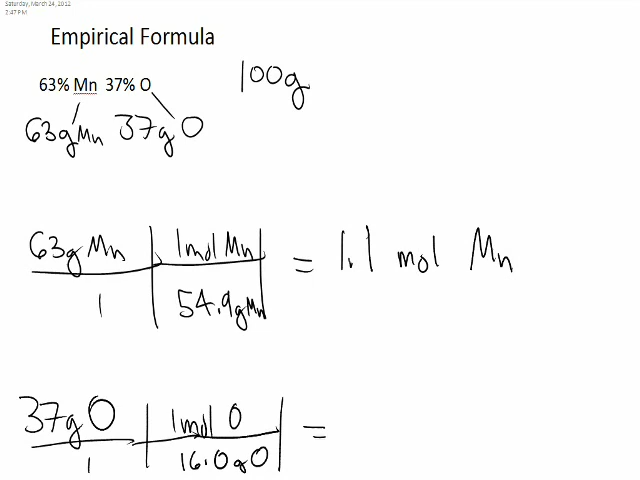 Saturday, March 24, 2012
2:47 PM
Empirical Formula
63% Mn 37% O
100g
63g Mn 37g O
63g Mn 1mol Mn = 1.1 mol Mn
1 54.9g Mn
37g O 1mol O =
1 16.0g O